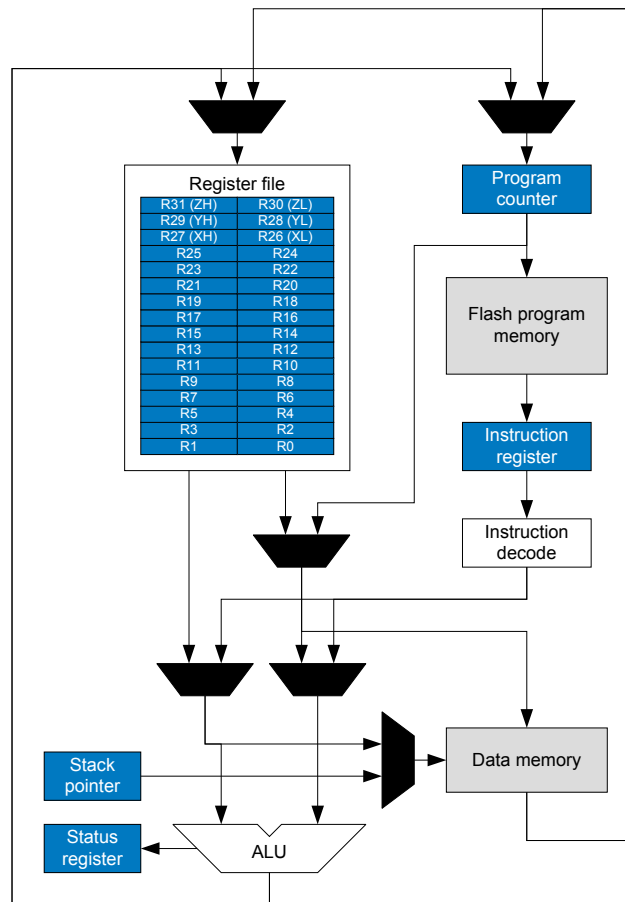 Register file
R31 (ZH) R30 (ZL)
R29 (YH) R28 (YL)
R27 (XH) R26 (XL)
R25 R24
R23 R22
R21 R20
R19 R18
R17 R16
R15 R14
R13 R12
R11 R10
R9 R8
R7 R6
R5 R4
R3 R2
R1 R0
Program
counter
Flash program
memory
Instruction
register
Instruction
decode
Stack
pointer
Data memory
Status
register
ALU